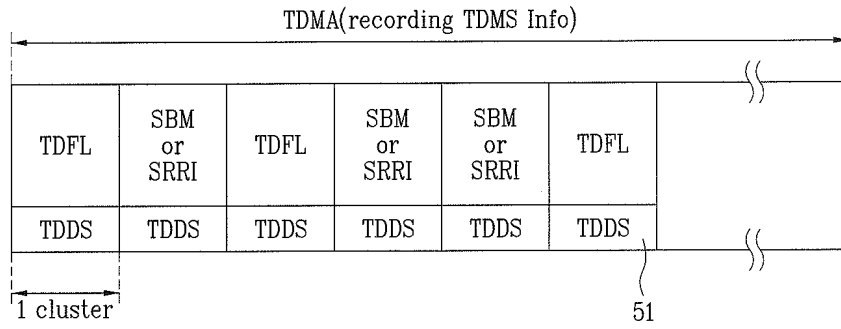 TDMA(recording TDMS Info)
TDFL
SBM
or
SRRI
TDFL
SBM
or
SRRI
SBM
or
SRRI
TDFL
TDDS TDDS TDDS TDDS TDDS TDDS
1 cluster
51